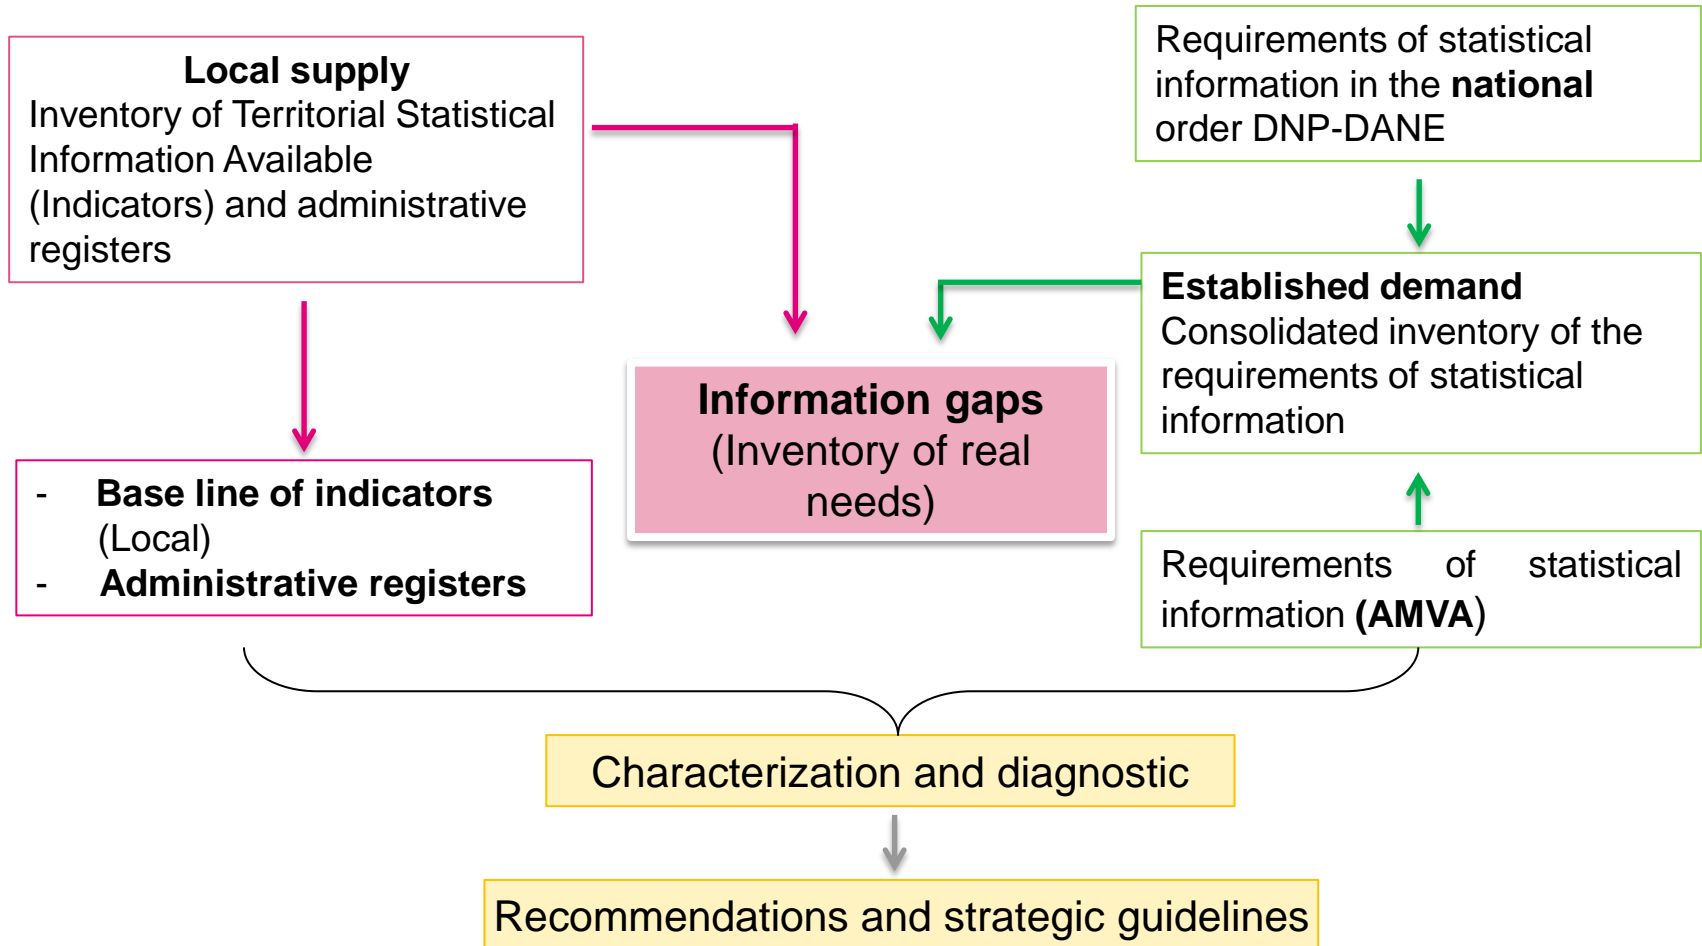 Local supply
Inventory of Territorial Statistical
Information Available
(Indicators) and administrative
registers
Requirements of statistical
information in the national
order DNP-DANE
Established demand
Consolidated inventory of the
requirements of statistical
information
Information gaps
(Inventory of real
needs)
- Base line of indicators
(Local)
- Administrative registers
Requirements of statistical
information (AMVA)
Characterization and diagnostic
Recommendations and strategic guidelines